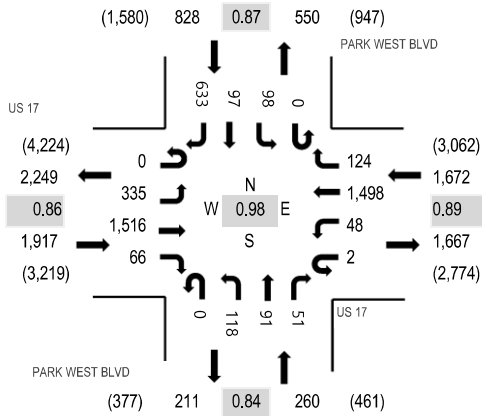 (1,580) 828 0.87 550 (947)
PARK WEST BLVD
US 17
633 97 98 0
(4,224)
2,249
0.86
1,917
(3,219)
0
335
1,516
66
N
W 0.98 E
S
124
1,498
48
2
(3,062)
1,672
0.89
1,667
(2,774)
0 118 91 51
US 17
PARK WEST BLVD
(377) 211 0.84 260 (461)